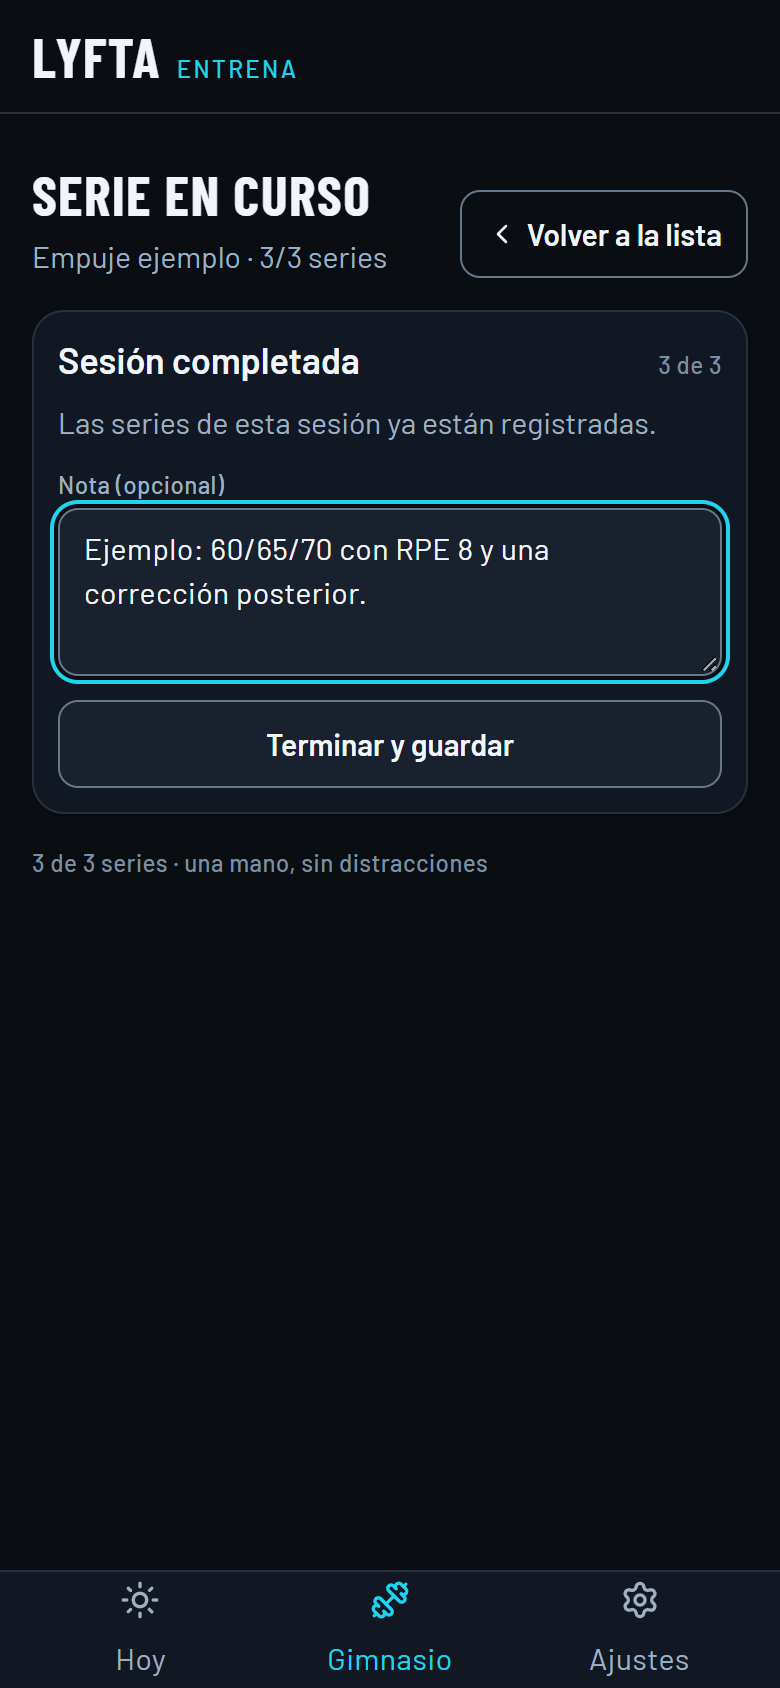 LYFTA ENTRENA
SERIE EN CURSO
Empuje ejemplo · 3/3 series
Volver a la lista
Sesión completada
3 de 3
Las series de esta sesión ya están registradas.
Nota (opcional)
Ejemplo: 60/65/70 con RPE 8 y una
corrección posterior.
Terminar y guardar
3 de 3 series · una mano, sin distracciones
Hoy
Gimnasio
Ajustes